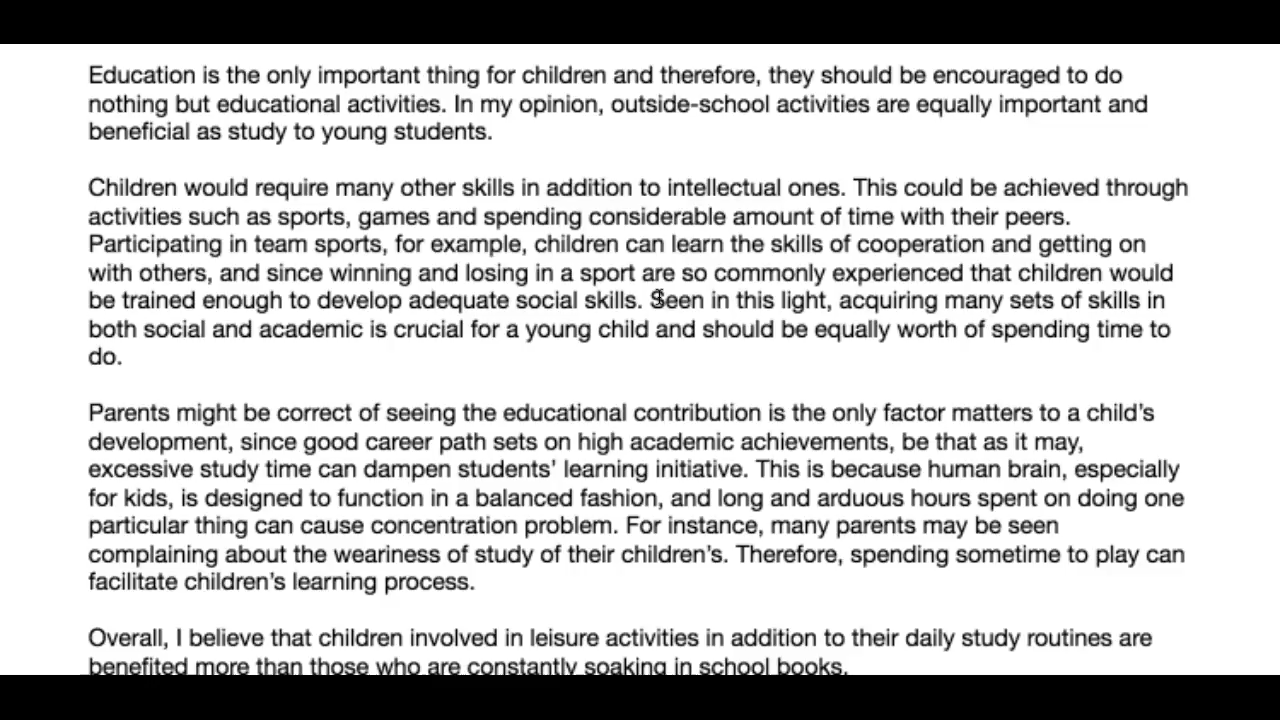 Education is the only important thing for children and therefore, they should be encouraged to do
nothing but educational activities. In my opinion, outside-school activities are equally important and
beneficial as study to young students.
Children would require many other skills in addition to intellectual ones. This could be achieved through
activities such as sports, games and spending considerable amount of time with their peers.
Participating in team sports, for example, children can learn the skills of cooperation and getting on
with others, and since winning and losing in a sport are so commonly experienced that children would
be trained enough to develop adequate social skills. Seen in this light, acquiring many sets of skills in
both social and academic is crucial for a young child and should be equally worth of spending time to
do.
Parents might be correct of seeing the educational contribution is the only factor matters to a child’s
development, since good career path sets on high academic achievements, be that as it may,
excessive study time can dampen students’ learning initiative. This is because human brain, especially
for kids, is designed to function in a balanced fashion, and long and arduous hours spent on doing one
particular thing can cause concentration problem. For instance, many parents may be seen
complaining about the weariness of study of their children’s. Therefore, spending sometime to play can
facilitate children’s learning process.
Overall, I believe that children involved in leisure activities in addition to their daily study routines are
benefited more than those who are constantly soaking in school books.